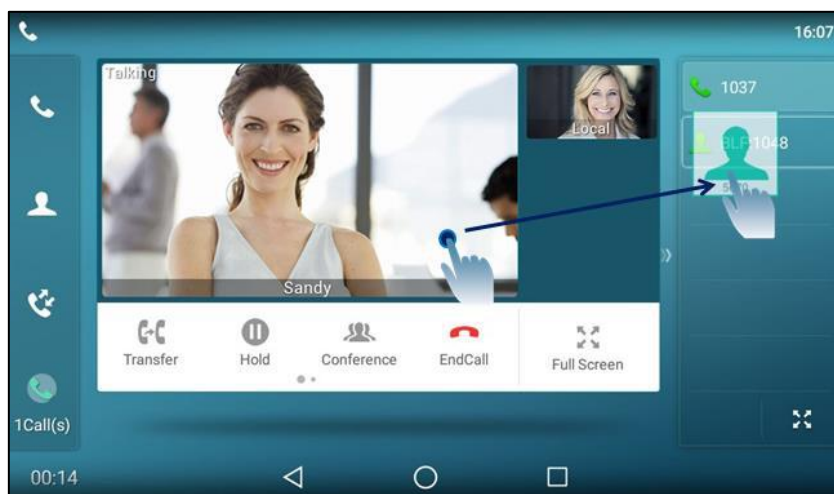 16:07
Talking
Local
Sandy
1037
BLF:1048
Transfer
Hold
Conference
EndCall
Full Screen
1Call(s)
00:14